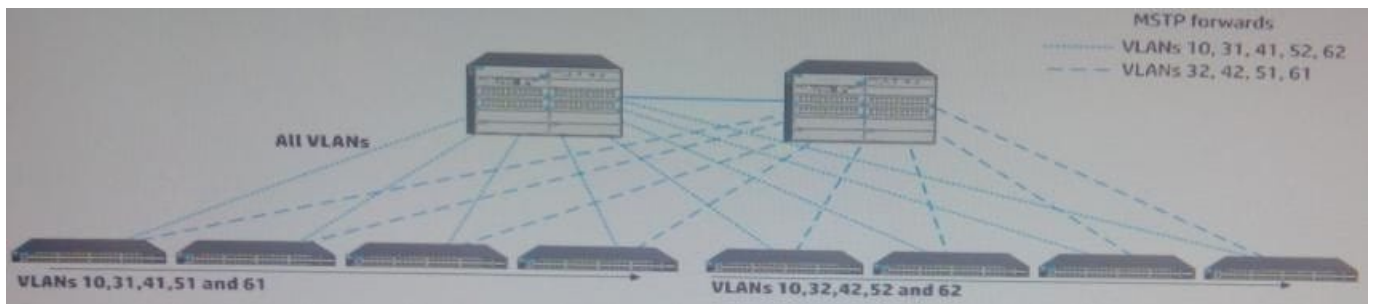 MSTP forwards
VLANs 10, 31, 41, 52, 62
VLANs 32, 42, 51, 61
All VLANs
VLANs 10,31,41,51 and 61
VLANs 10,32,42,52 and 62